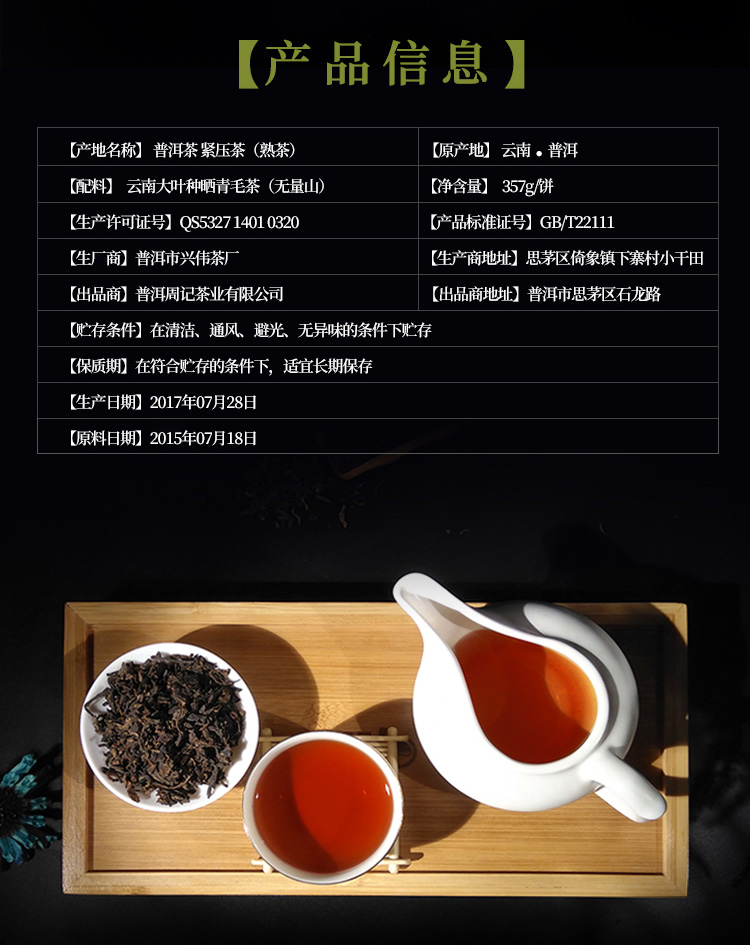 【产品信息】
【产地名称】 普洱茶 紧压茶（熟茶）
【原产地】 云南 ● 普洱
【配料】 云南大叶种晒青毛茶（无量山）
【净含量】 357g/饼
【生产许可证号】QS5327 1401 0320
【产品标准证号】GB/T22111
【生厂商】普洱市兴伟茶厂
【生产商地址】思茅区倚象镇下寨村小干田
【出品商】普洱周记茶业有限公司
【出品商地址】普洱市思茅区石龙路
【贮存条件】在清洁、通风、避光、无异味的条件下贮存
【保质期】在符合贮存的条件下，适宜长期保存
【生产日期】2017年07月28日
【原料日期】2015年07月18日